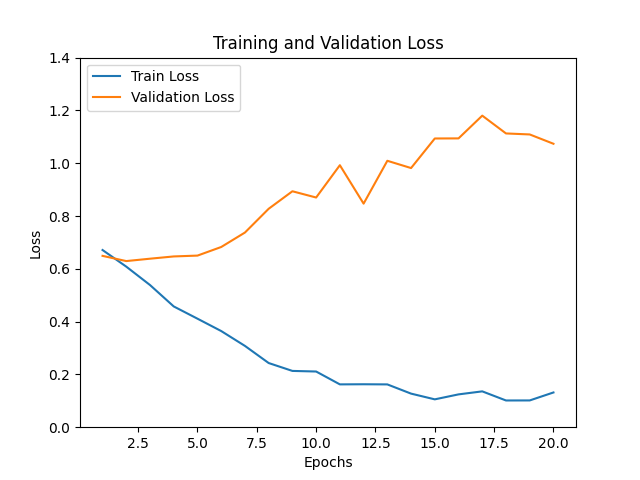 Training and Validation Loss
Train Loss
Validation Loss
Loss
1.4
1.2
1.0
0.8
0.6
0.4
0.2
0.0
2.5 5.0 7.5 10.0 12.5 15.0 17.5 20.0
Epochs